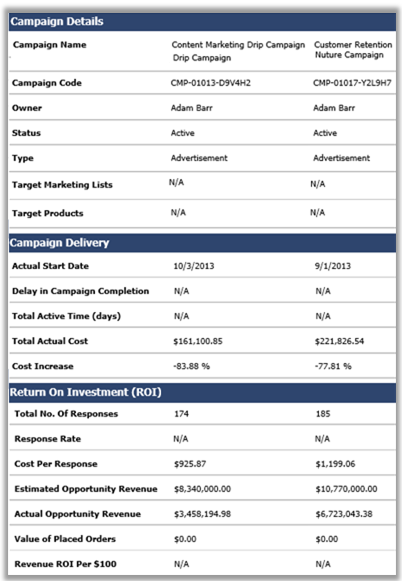 Campaign Details
Campaign Name Content Marketing Drip Campaign Customer Retention
Drip Campaign Nuture Campaign
Campaign Code CMP-01013-D9V4H2 CMP-01017-Y2L9H7
Owner Adam Barr Adam Barr
Status Active Active
Type Advertisement Advertisement
Target Marketing Lists N/A N/A
Target Products N/A N/A
Campaign Delivery
Actual Start Date 10/3/2013 9/1/2013
Delay in Campaign Completion N/A N/A
Total Active Time (days) N/A N/A
Total Actual Cost $161,100.85 $221,826.54
Cost Increase -83.88 % -77.81 %
Return On Investment (ROI)
Total No. Of Responses 174 185
Response Rate N/A N/A
Cost Per Response $925.87 $1,199.06
Estimated Opportunity Revenue $8,340,000.00 $10,770,000.00
Actual Opportunity Revenue $3,458,194.98 $6,723,043.38
Value of Placed Orders $0.00 $0.00
Revenue ROI Per $100 N/A N/A